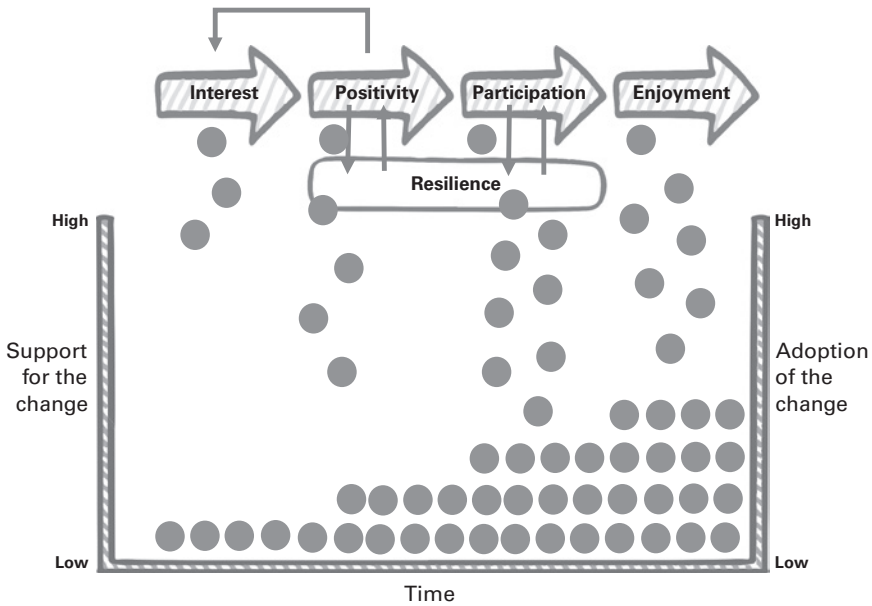 Interest
Positivity
Participation
Enjoyment
Resilience
High
High
Support
for the
change
Adoption
of the
change
Low
Low
Time